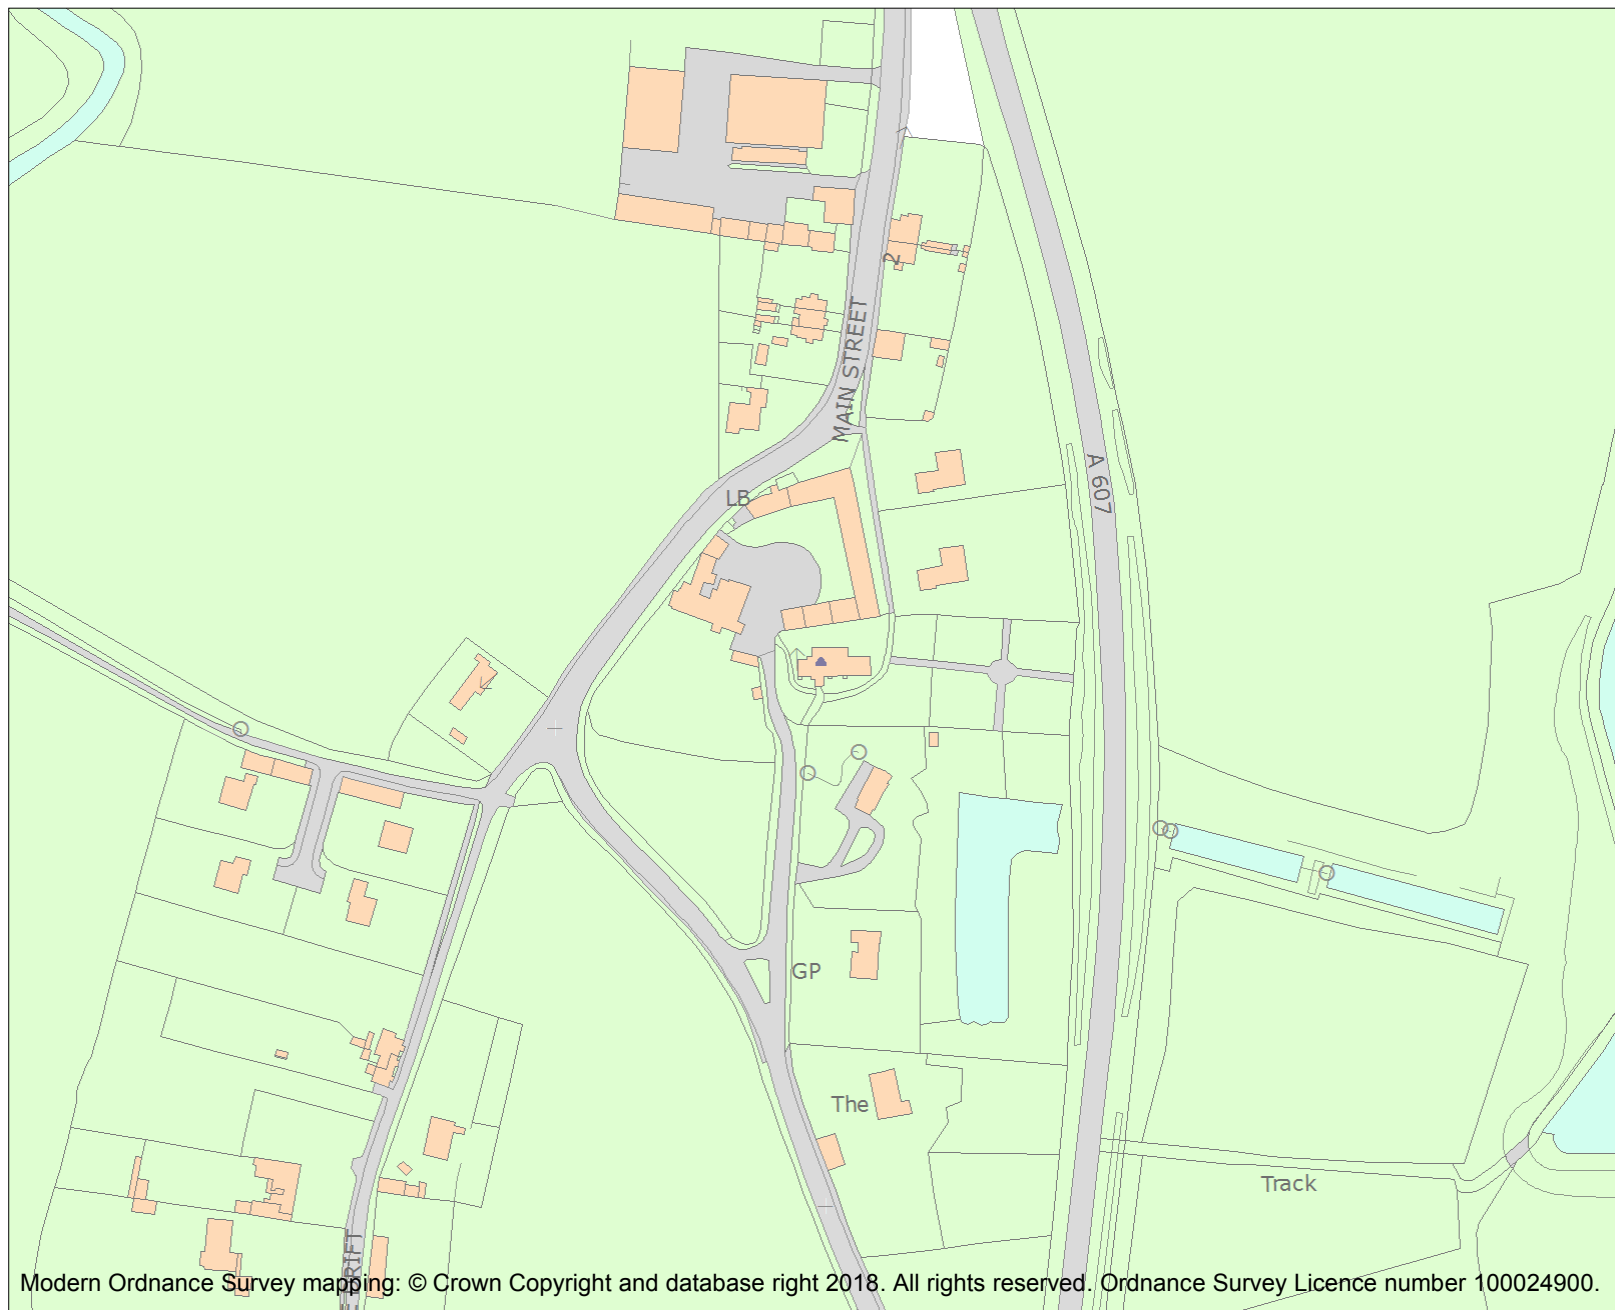 2
MAIN STREET
A 607
LB
GP
The
Track
Modern Ordnance Survey mapping: © Crown Copyright and database right 2018. All rights reserved. Ordnance Survey Licence number 100024900.